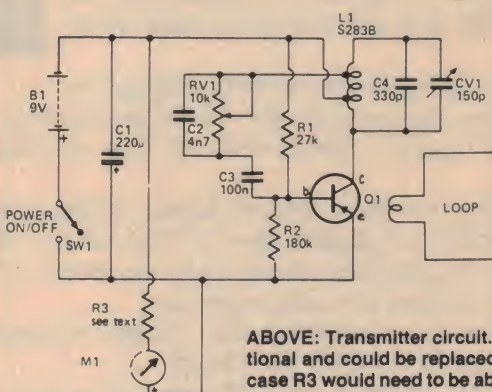 L1
S283B
B1
9V
+
C1
220µ
+
RV1
10k
C2
4n7
R1
27k
C4
330p
CV1
150p
C3
100n
b
c
e
Q1
LOOP
POWER
ON/OFF
SW1
R2
180k
R3
see text
M1
+
ABOVE: Transmitter circuit.
tional and could be replaced
case R3 would need to be ab